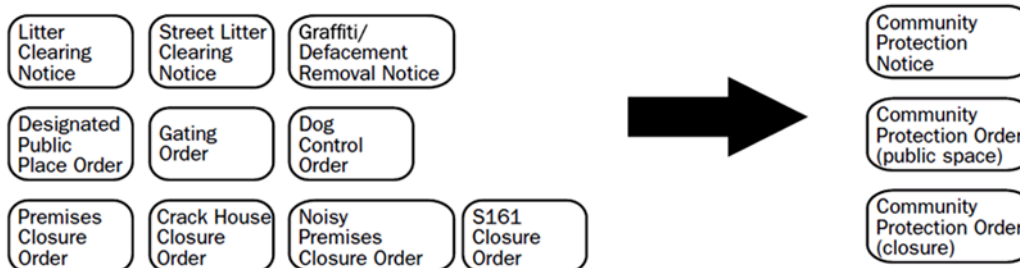 Litter
Clearing
Notice
Street Litter
Clearing
Notice
Graffiti/
Defacement
Removal Notice
Designated
Public
Place Order
Gating
Order
Dog
Control
Order
Premises
Closure
Order
Crack House
Closure
Order
Noisy
Premises
Closure Order
S161
Closure
Order
Community
Protection
Notice
Community
Protection Order
(public space)
Community
Protection Order
(closure)